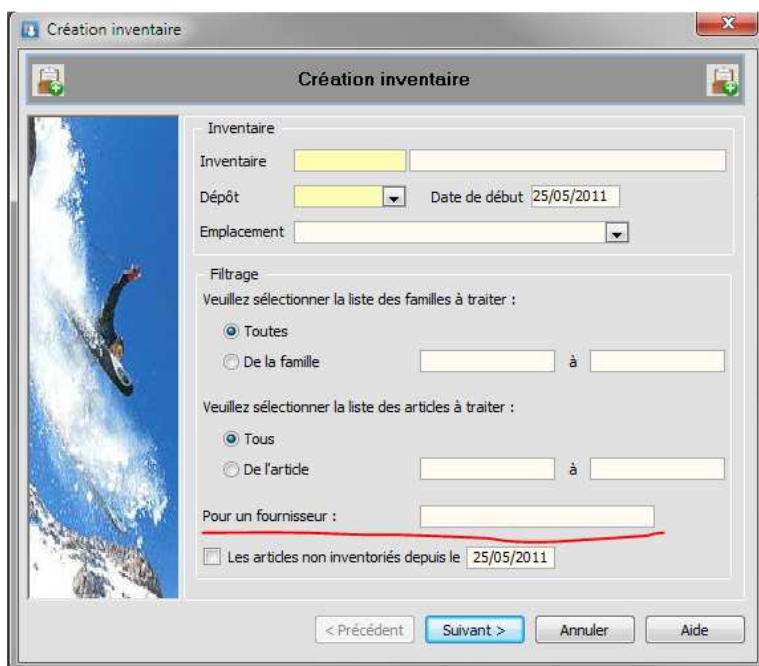 Création inventaire
Création inventaire
Inventaire
Inventaire
Dépôt
Date de début 25/05/2011
Emplacement
Filtrage
Veuillez sélectionner la liste des familles à traiter :
Toutes
De la famille
à
Veuillez sélectionner la liste des articles à traiter :
Tous
De l'article
à
Pour un fournisseur :
Les articles non inventoriés depuis le 25/05/2011
< Précédent Suivant > Annuler Aide